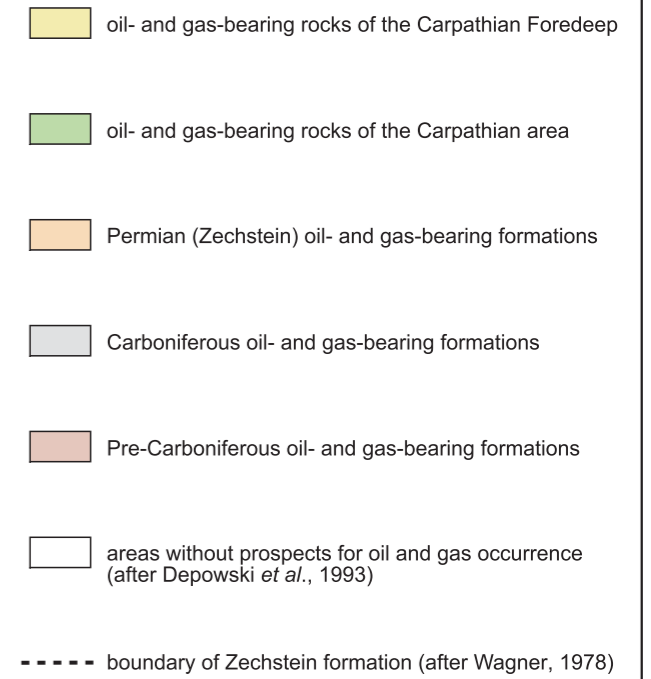 oil- and gas-bearing rocks of the Carpathian Foredeep
oil- and gas-bearing rocks of the Carpathian area
Permian (Zechstein) oil- and gas-bearing formations
Carboniferous oil- and gas-bearing formations
Pre-Carboniferous oil- and gas-bearing formations
areas without prospects for oil and gas occurrence
(after Depowski et al., 1993)
boundary of Zechstein formation (after Wagner, 1978)